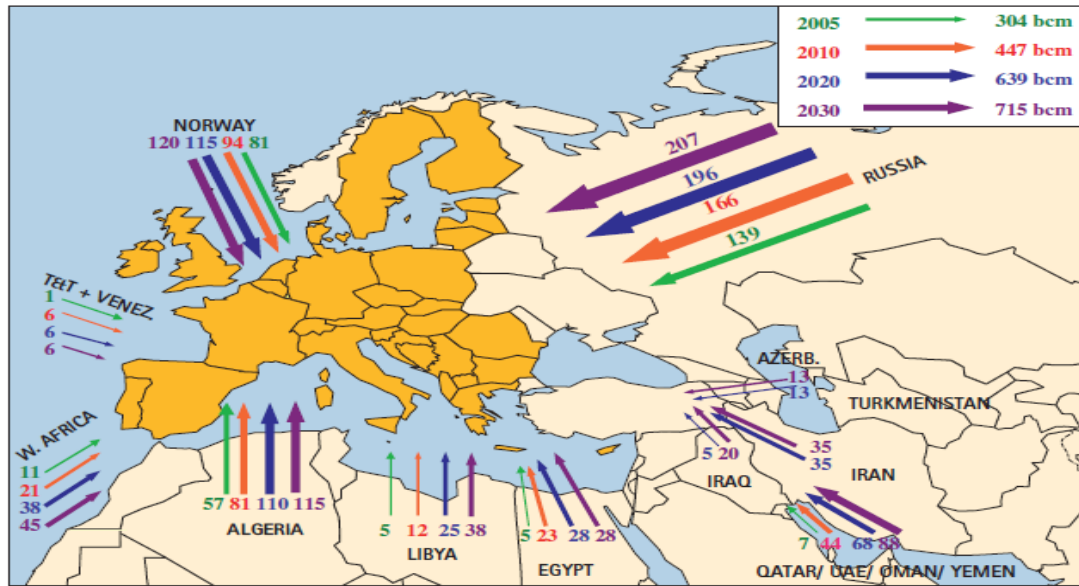 2005 304 bcm
2010 447 bcm
2020 639 bcm
2030 715 bcm
NORWAY
120 115 94 81
207
196
166
139
RUSSIA
T&T + VENEZ.
1
6
6
6
AZERB.
13
13
TURKMENISTAN
W. AFRICA
11
21
38
45
57 81 110 115
ALGERIA
5 12 25 38
LIBYA
5 23 28 28
EGYPT
5 20
IRAQ
35
35
IRAN
7 44 68 88
QATAR/ UAE/ OMAN/ YEMEN